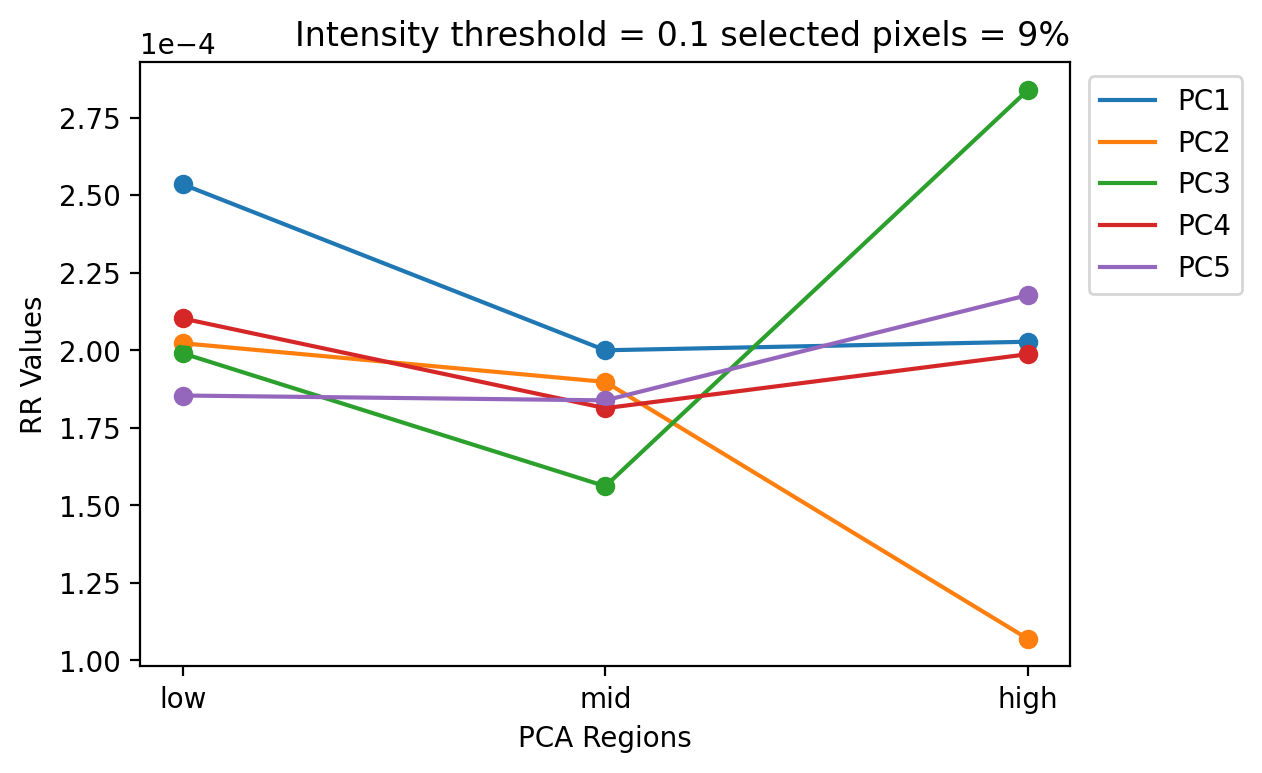 1e−4
Intensity threshold = 0.1 selected pixels = 9%
2.75
2.50
2.25
2.00
1.75
1.50
1.25
1.00
RR Values
low
mid
high
PCA Regions
PC1
PC2
PC3
PC4
PC5